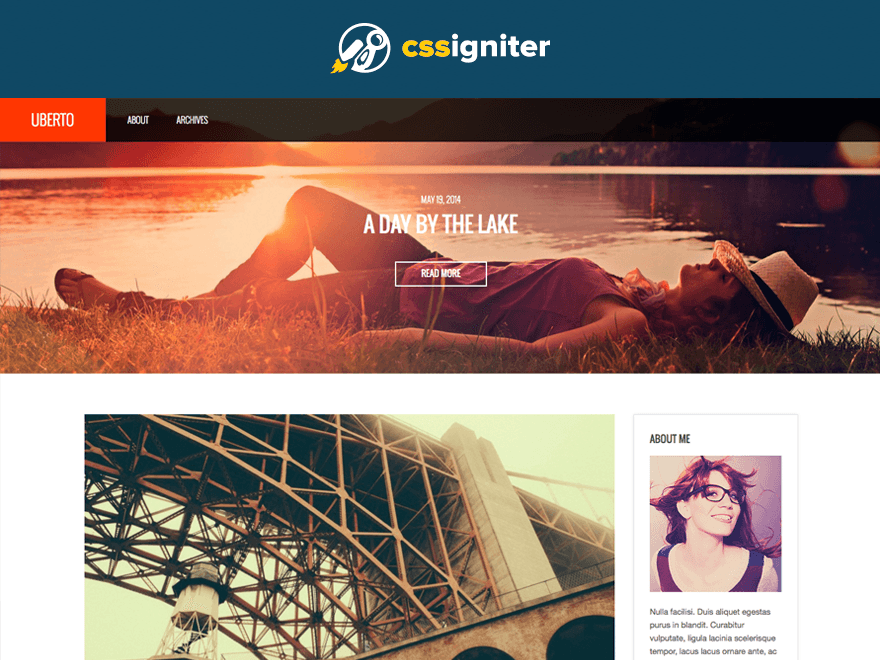 cssigniter
UBERTO
ABOUT
ARCHIVES
MAY 19, 2014
A DAY BY THE LAKE
READ MORE
ABOUT ME
Nulla facilisi. Duis aliquet egestas
purus in blandit. Curabitur
vulputate, ligula lacinia scelerisque
tempor, lacus lacus ornare ante, ac